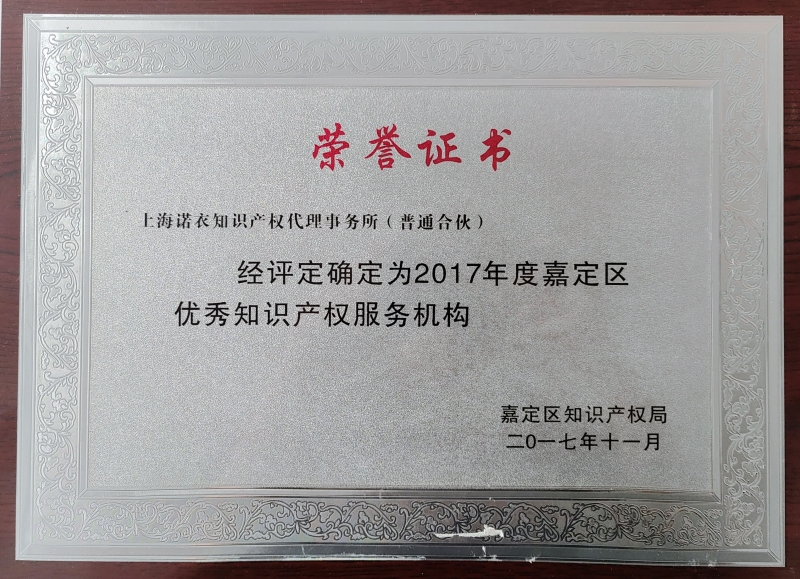 荣誉证书
上海诺衣知识产权代理事务所（普通合伙）
经评定确定为2017年度嘉定区
优秀知识产权服务机构
嘉定区知识产权局
二0一七年十一月